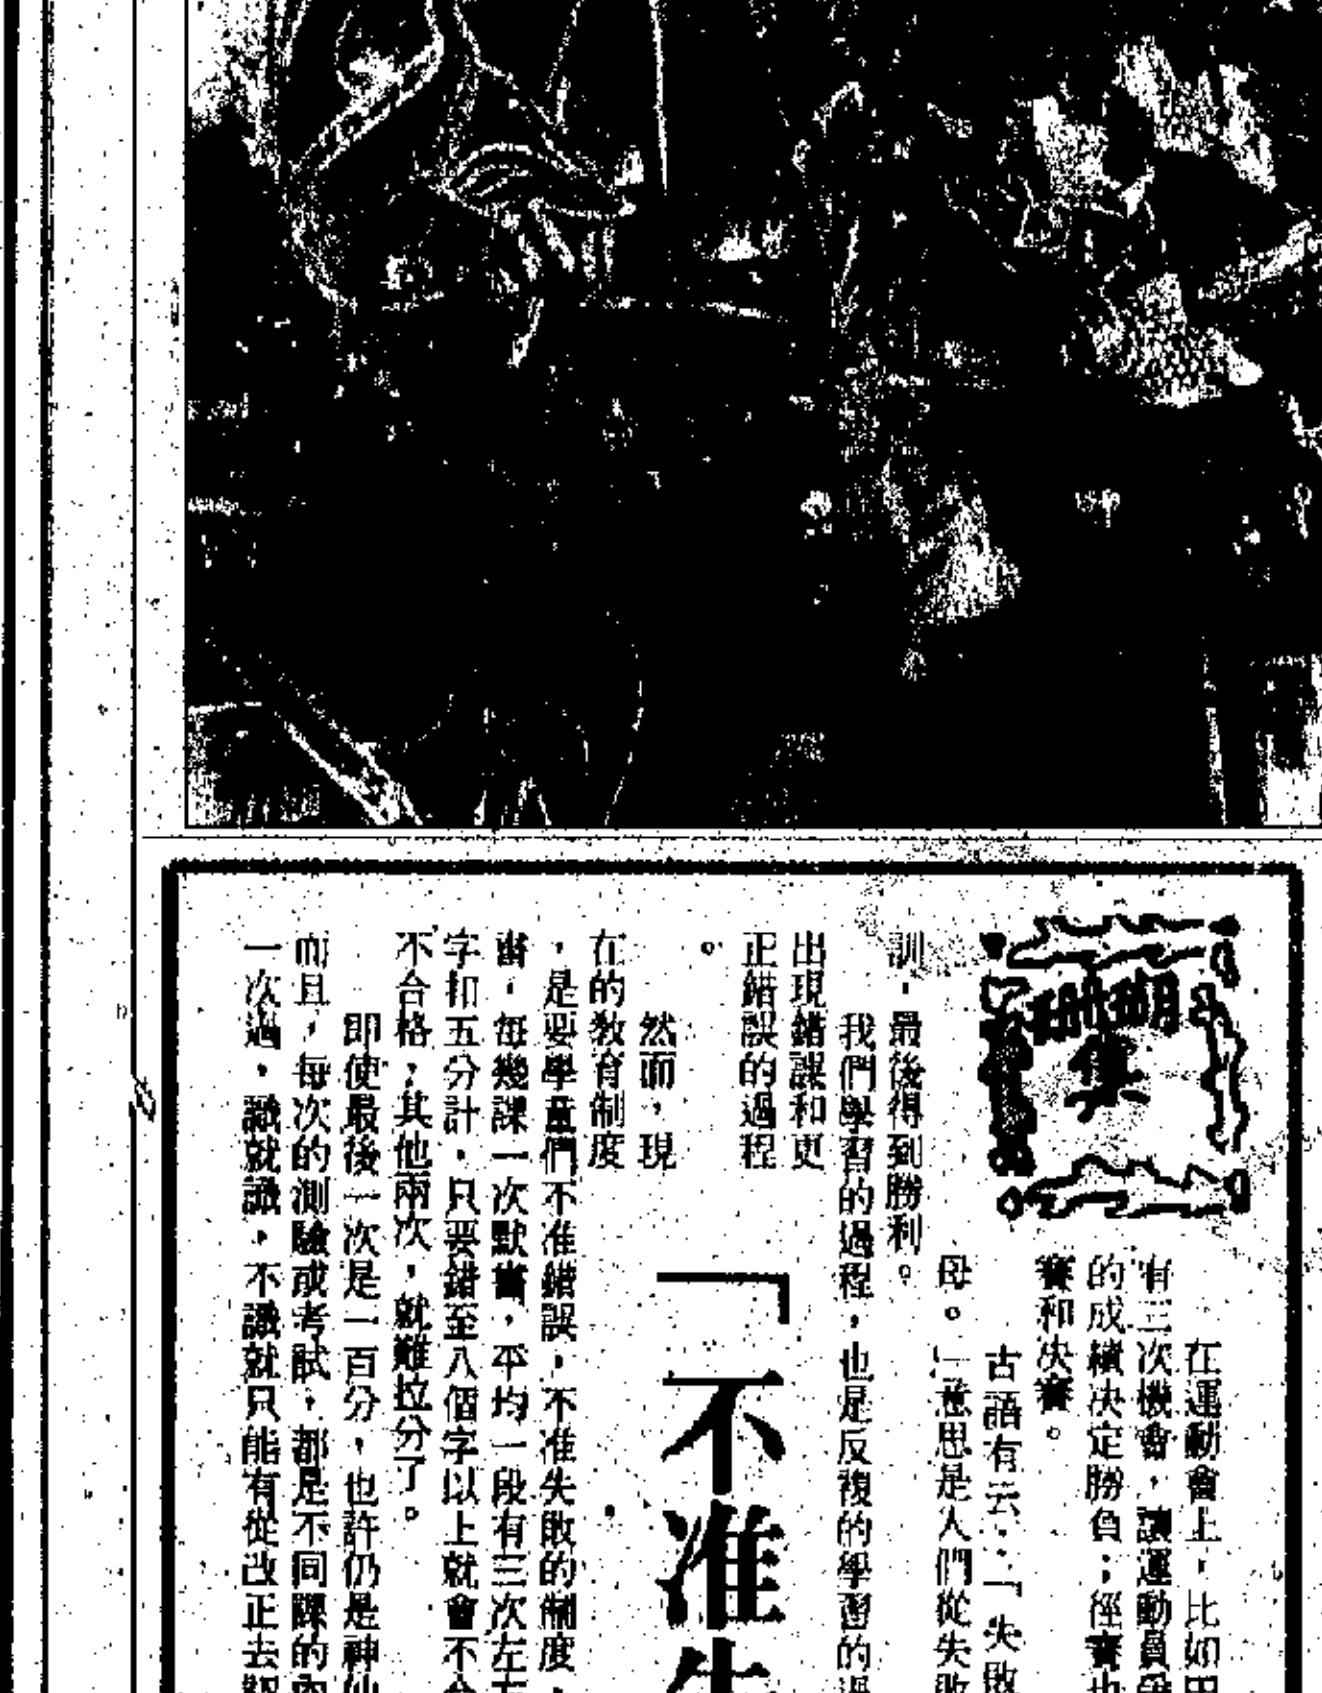 珊瑚集
在運動會上，比如田
有三次機會，讓運動員
的成績決定勝負；徑賽也
賽和決賽。
古語有云：「失敗
母。」意思是人們從失敗
訓，最後得到勝利。
我們學習的過程，也是反複的學習的過
出現錯誤和更
正錯誤的過程
。
「不准失
然而，現
在的教育制度
，是要學童們不准錯誤，不准失敗的制度，
書，每幾課一次默書，平均一段有三次左右
字扣五分計，只要錯至八個字以上就會不合
不合格，其他兩次，就難拉分了。
即使最後一次是一百分，也許仍是神仙
而且，每次的測驗或考試，都是不同課的內
一次過，識就識，不識就只能有從改正去認